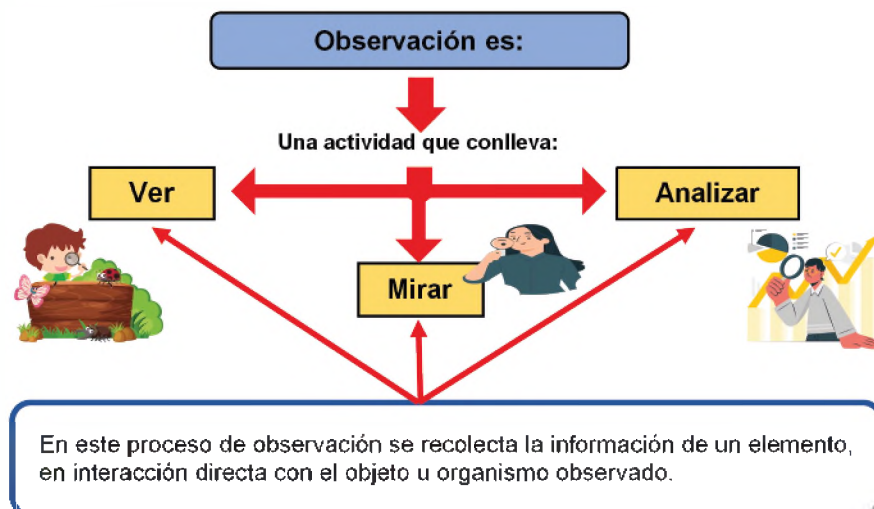 Observación es:
Una actividad que conlleva:
Ver
Analizar
Mirar
En este proceso de observación se recolecta la información de un elemento,
en interacción directa con el objeto u organismo observado.